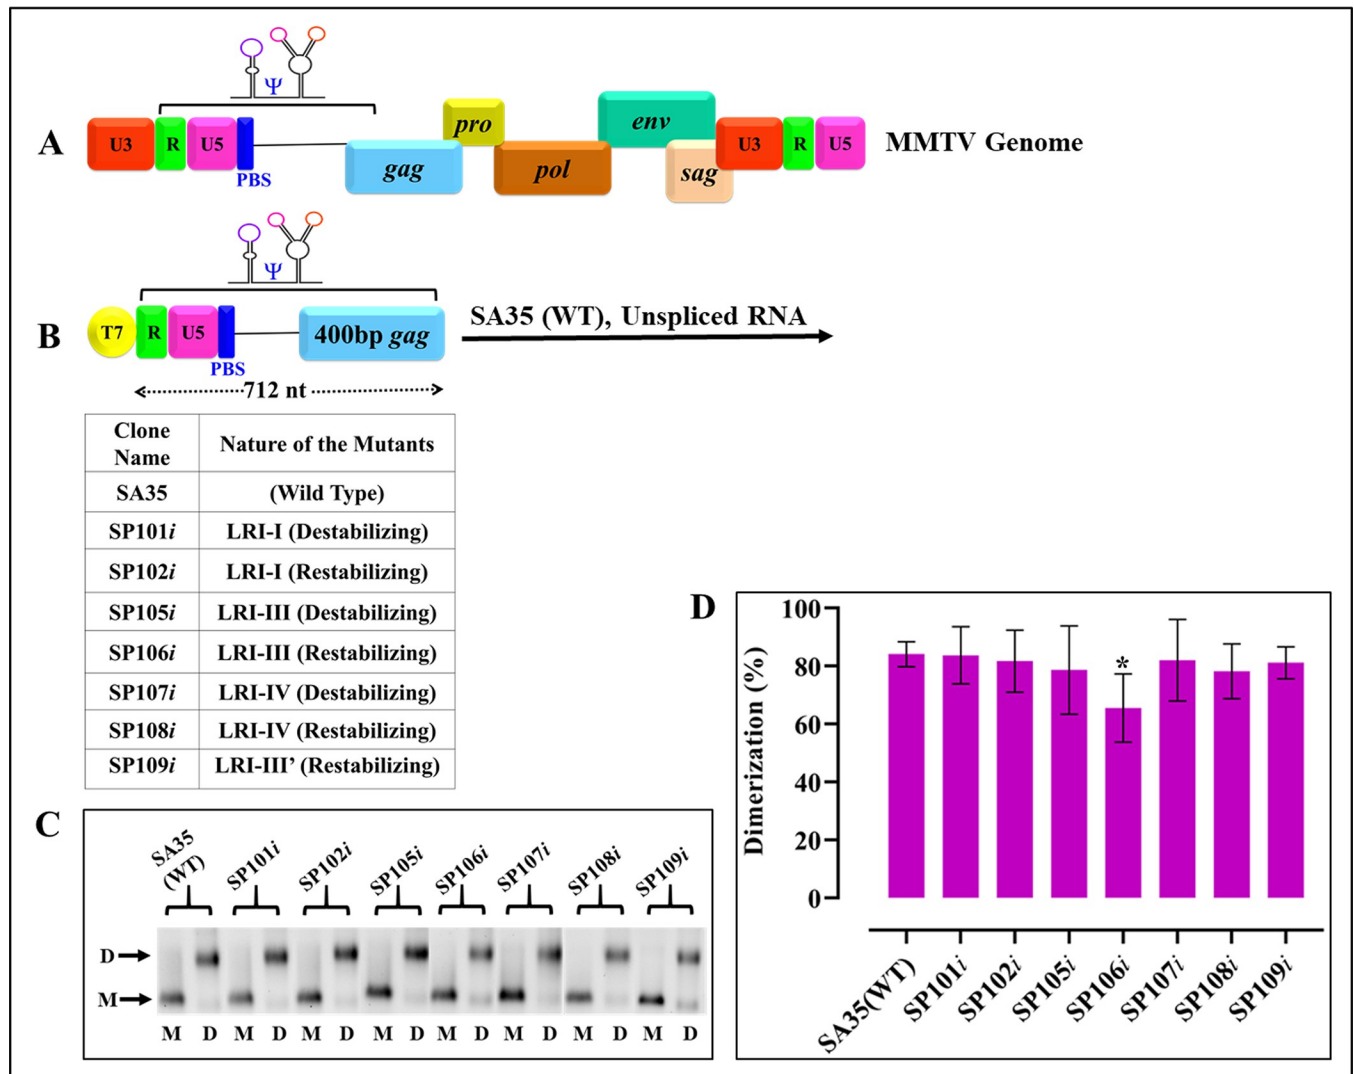 Ψ
A
U3 R U5 PBS gag pro pol env sag U3 R U5 MMTV Genome
Ψ
B
T7 R U5 PBS 400bp gag
SA35 (WT), Unspliced RNA
712 nt
Clone Name Nature of the Mutants
SA35 (Wild Type)
SP101i LRI-I (Destabilizing)
SP102i LRI-I (Restabilizing)
SP105i LRI-III (Destabilizing)
SP106i LRI-III (Restabilizing)
SP107i LRI-IV (Destabilizing)
SP108i LRI-IV (Restabilizing)
SP109i LRI-III’ (Restabilizing)
C
SA35 (WT) SP101i SP102i SP105i SP106i SP107i SP108i SP109i
D
M
M D M D M D M D M D M D M D M D
D
Dimerization (%)
100
80
60
40
20
0
*
SA35(WT) SP101i SP102i SP105i SP106i SP107i SP108i SP109i